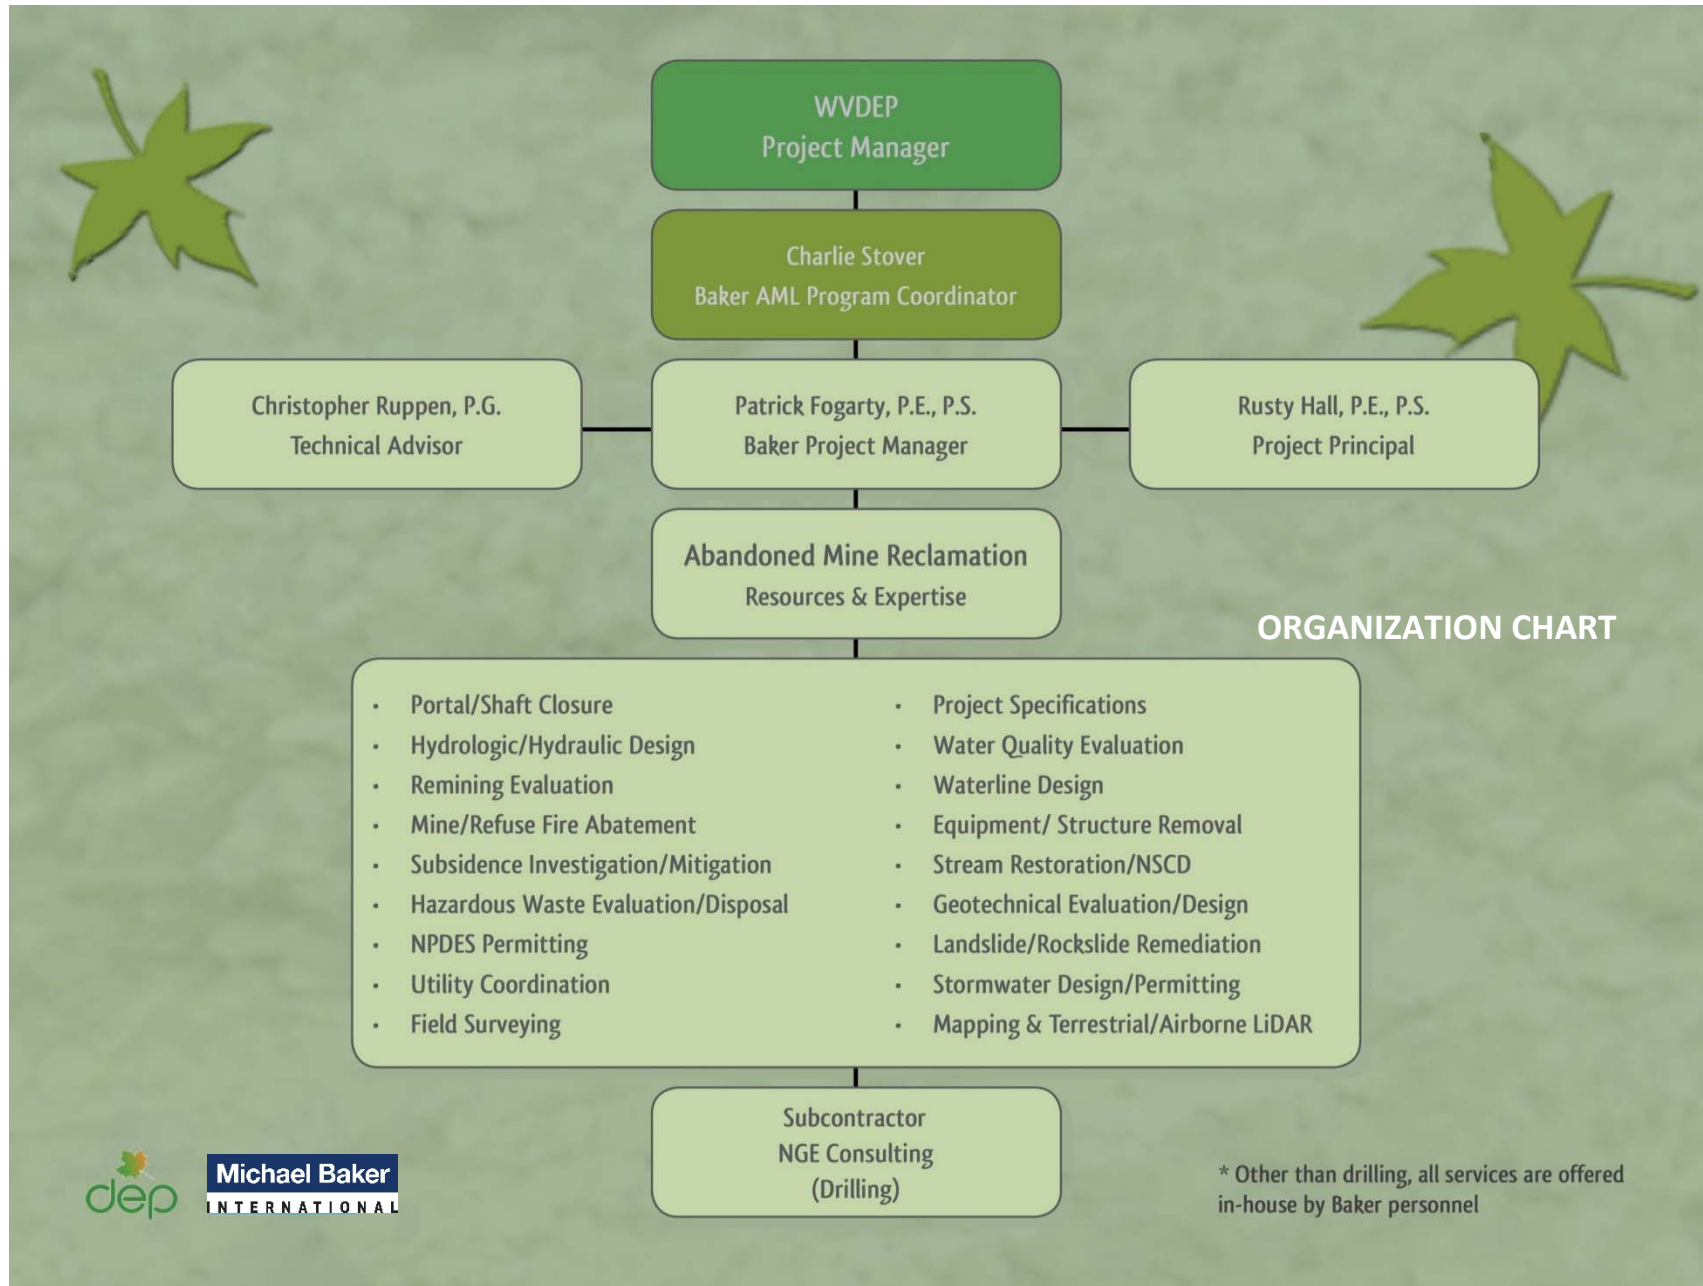 WVDEP
Project Manager
Charlie Stover
Baker AML Program Coordinator
Christopher Ruppen, P.G.
Technical Advisor
Patrick Fogarty, P.E., P.S.
Baker Project Manager
Rusty Hall, P.E., P.S.
Project Principal
Abandoned Mine Reclamation
Resources & Expertise
ORGANIZATION CHART
• Portal/Shaft Closure
• Hydrologic/Hydraulic Design
• Remining Evaluation
• Mine/Refuse Fire Abatement
• Subsidence Investigation/Mitigation
• Hazardous Waste Evaluation/Disposal
• NPDES Permitting
• Utility Coordination
• Field Surveying
• Project Specifications
• Water Quality Evaluation
• Waterline Design
• Equipment/ Structure Removal
• Stream Restoration/NSCD
• Geotechnical Evaluation/Design
• Landslide/Rockslide Remediation
• Stormwater Design/Permitting
• Mapping & Terrestrial/Airborne LiDAR
Subcontractor
NGE Consulting
(Drilling)
dep
Michael Baker
INTERNATIONAL
* Other than drilling, all services are offered
in-house by Baker personnel